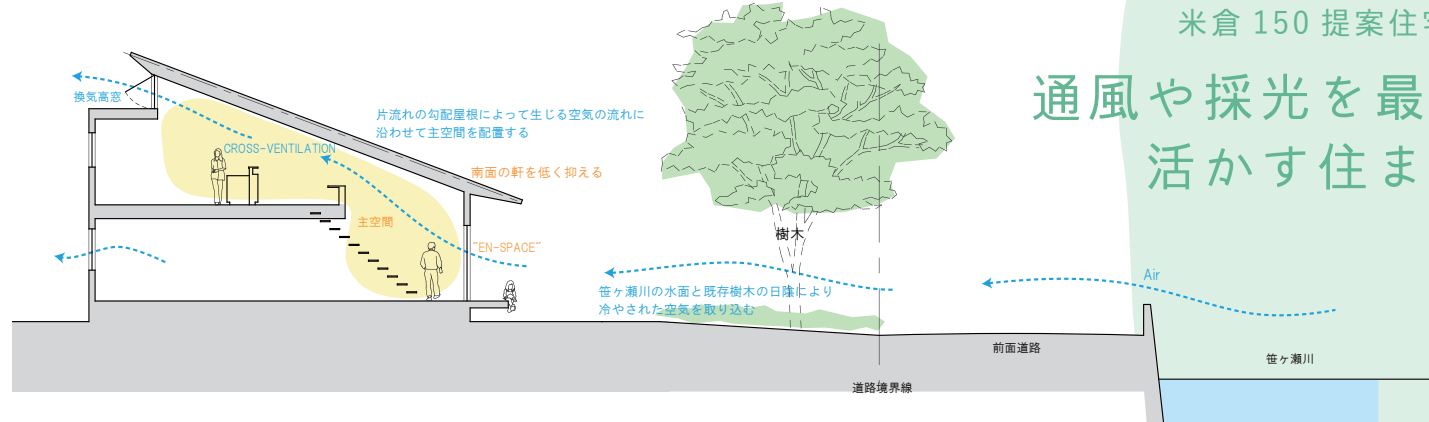 米倉 150 提案住宅
通風や採光を最
活かす住ま
換気高窓
片流れの勾配屋根によって生じる空気の流れに
沿わせて主空間を配置する
CROSS-VENTILATION
南面の軒を低く抑える
主空間
"EN-SPACE"
樹木
笹ヶ瀬川の水面と既存樹木の日陰により
冷やされた空気を取り込む
Air
前面道路
笹ヶ瀬川
道路境界線